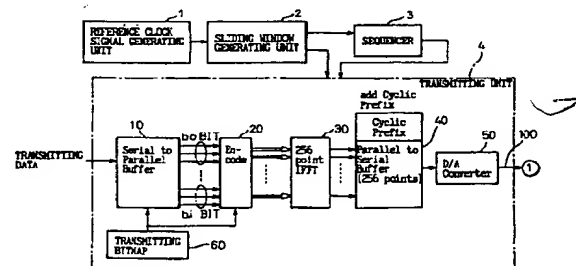 1
REFERENCE CLOCK
SIGNAL GENERATING
UNIT
2
SLIDING WINDOW
GENERATING UNIT
3
SEQUENCER
4
TRANSMITTING UNIT
add Cyclic
Prefix
10
Serial to
Parallel
Buffer
bo BIT
bi BIT
20
En-
code
30
256
point
IFFT
Cyclic
Prefix
Parallel to
Serial
Buffer
(256 points)
40
50
D/A
Converter
100
1
TRANSMITTING
DATA
TRANSMITTING
BITMAP
60